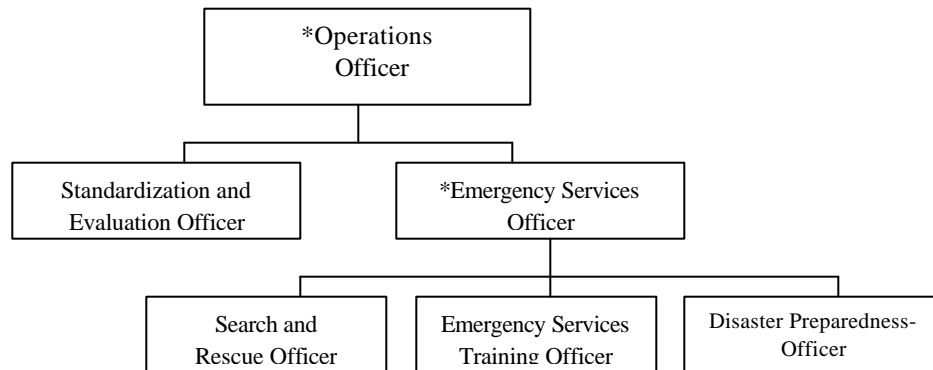 *Operations
Officer
Standardization and
Evaluation Officer
*Emergency Services
Officer
Search and
Rescue Officer
Emergency Services
Training Officer
Disaster Preparedness-
Officer